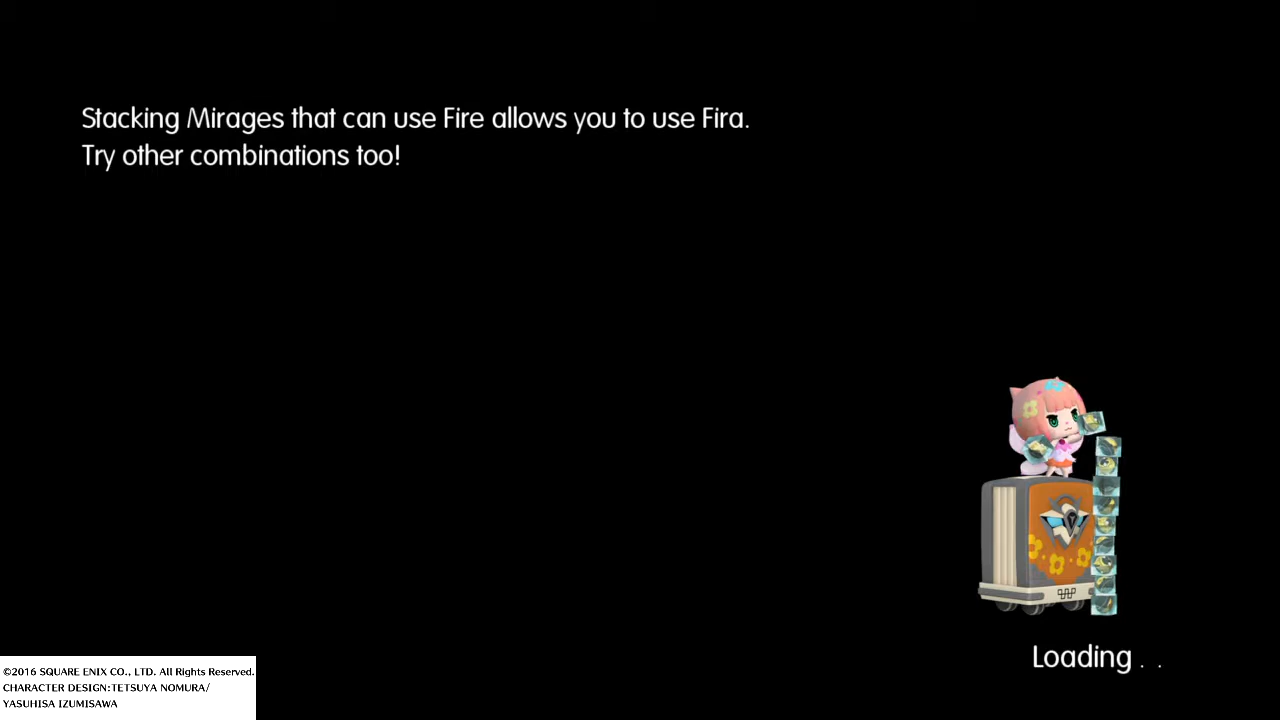 Stacking Mirages that can use Fire allows you to use Fira.
Try other combinations too!
Loading . .
©2016 SQUARE ENIX CO., LTD. All Rights Reserved.
CHARACTER DESIGN:TETSUYA NOMURA/
YASUHISA IZUMISAWA